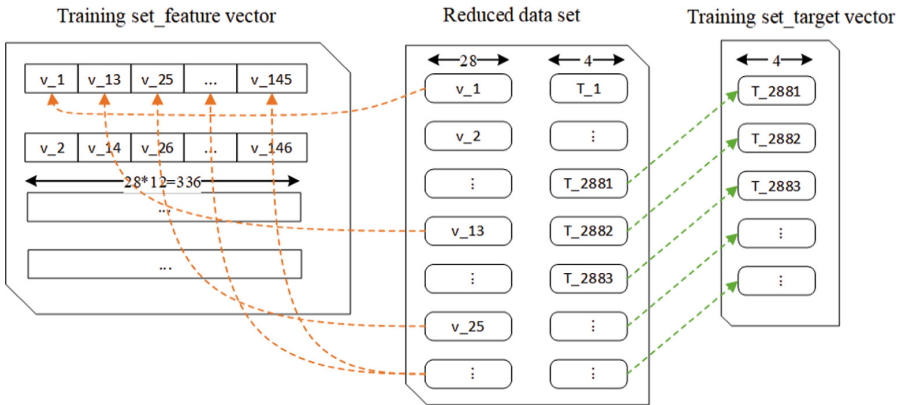 Training set_feature vector
v_1 v_13 v_25 ... v_145
v_2 v_14 v_26 ... v_146
28*12=336
...
...
Reduced data set
28 4
v_1 T_1
v_2 ⋮
⋮ T_2881
v_13 T_2882
⋮ T_2883
v_25 ⋮
⋮ ⋮
Training set_target vector
4
T_2881
T_2882
T_2883
⋮
⋮